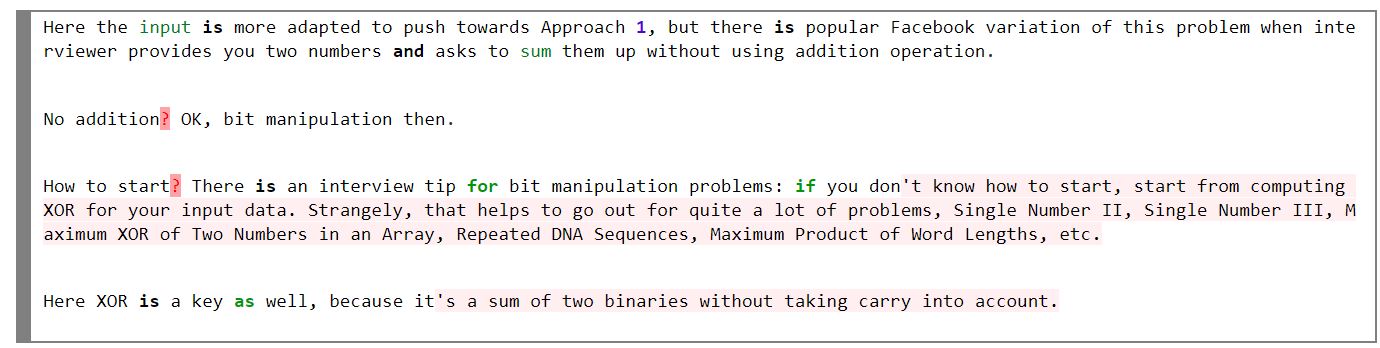 Here the input is more adapted to push towards Approach 1, but there is popular Facebook variation of this problem when inte
rviewer provides you two numbers and asks to sum them up without using addition operation.
No addition? OK, bit manipulation then.
How to start? There is an interview tip for bit manipulation problems: if you don't know how to start, start from computing
XOR for your input data. Strangely, that helps to go out for quite a lot of problems, Single Number II, Single Number III, M
aximum XOR of Two Numbers in an Array, Repeated DNA Sequences, Maximum Product of Word Lengths, etc.
Here XOR is a key as well, because it's a sum of two binaries without taking carry into account.